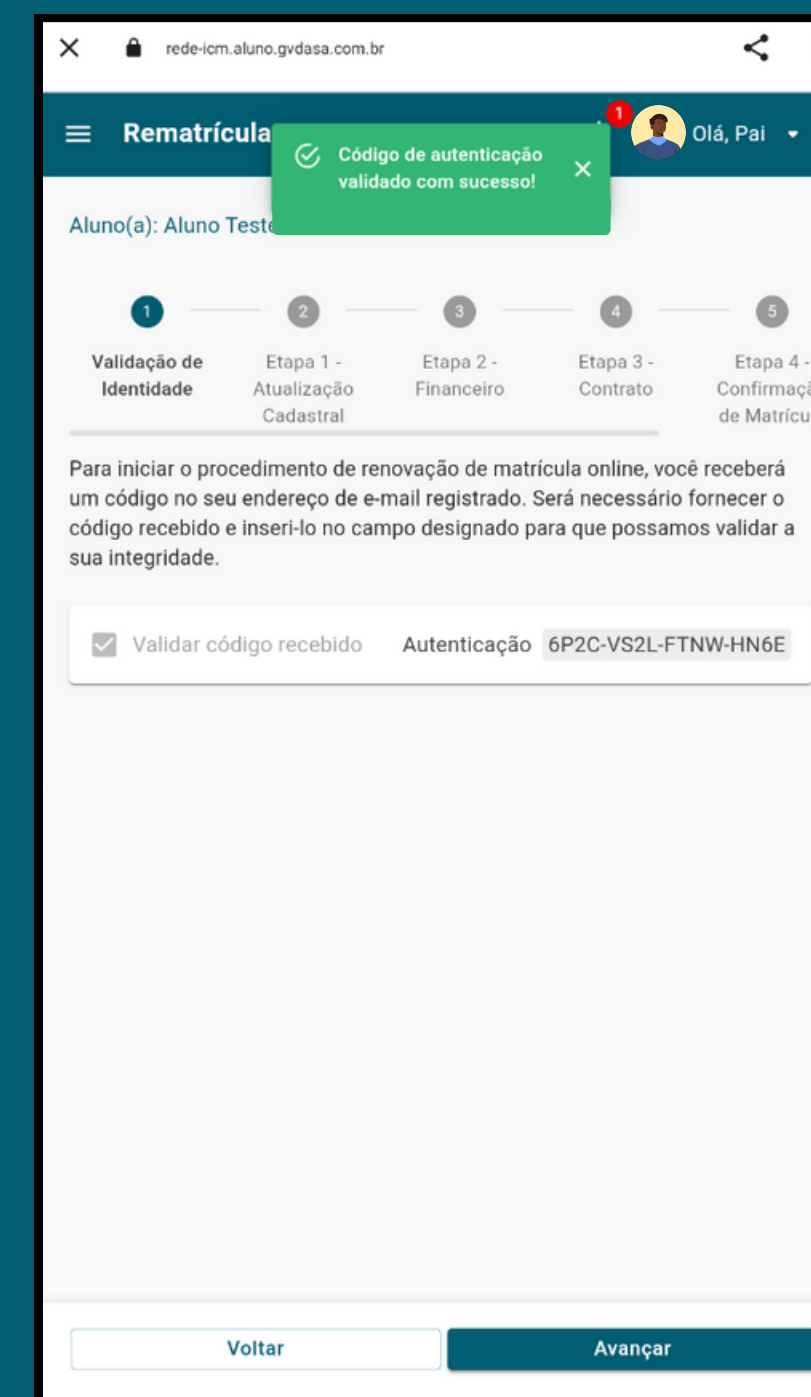 rede-icm.aluno.gvdasa.com.br
Rematrícula
1
Olá, Pai
Código de autenticação
validado com sucesso!
Aluno(a): Aluno Teste
1 2 3 4 5
Validação de Identidade
Etapa 1 - Atualização Cadastral
Etapa 2 - Financeiro
Etapa 3 - Contrato
Etapa 4 - Confirmaçã de Matrícu
Para iniciar o procedimento de renovação de matrícula online, você receberá
um código no seu endereço de e-mail registrado. Será necessário fornecer o
código recebido e inseri-lo no campo designado para que possamos validar a
sua integridade.
Validar código recebido Autenticação 6P2C-VS2L-FTNW-HN6E
Voltar Avançar